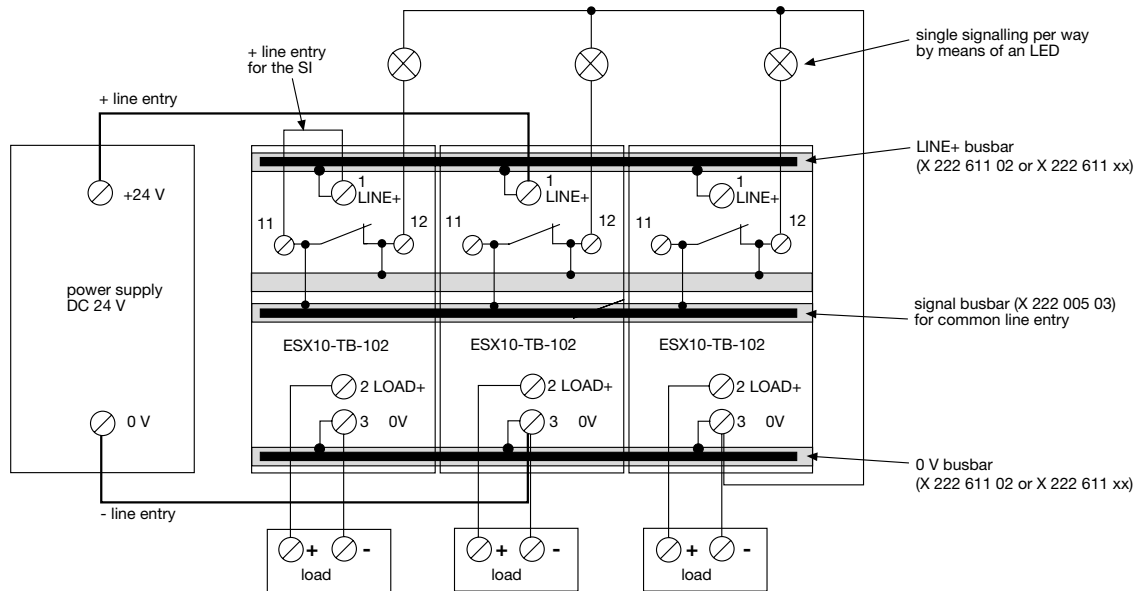 single signalling per way
by means of an LED
+ line entry
for the SI
+ line entry
LINE+ busbar
(X 222 611 02 or X 222 611 xx)
+24 V
1
LINE+
1
LINE+
1
LINE+
11
12
11
12
11
12
power supply
DC 24 V
signal busbar (X 222 005 03)
for common line entry
ESX10-TB-102
ESX10-TB-102
ESX10-TB-102
2 LOAD+
2 LOAD+
2 LOAD+
0 V
3 0V
3 0V
3 0V
0 V busbar
(X 222 611 02 or X 222 611 xx)
- line entry
+ -
load
+ -
load
+ -
load